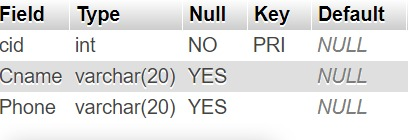 Field Type Null Key Default
cid int NO PRI NULL
Cname varchar(20) YES NULL
Phone varchar(20) YES NULL